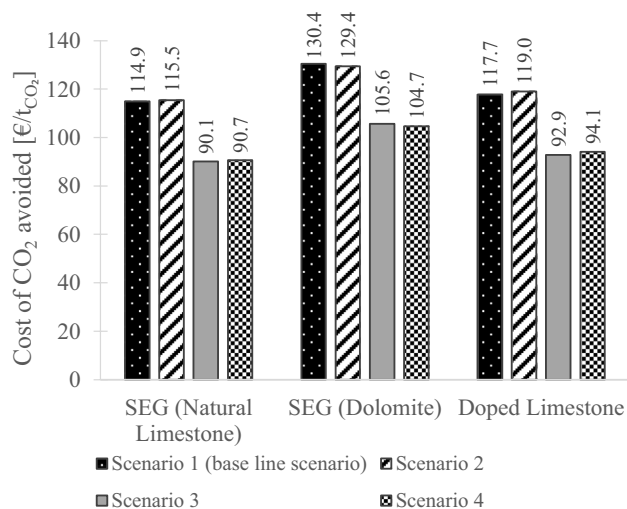 Cost of CO₂ avoided [€/t_CO₂]
140
120
100
80
60
40
20
0
114.9
115.5
90.1
90.7
130.4
129.4
105.6
104.7
117.7
119.0
92.9
94.1
SEG (Natural
Limestone)
SEG (Dolomite)
Doped Limestone
Scenario 1 (base line scenario)
Scenario 2
Scenario 3
Scenario 4